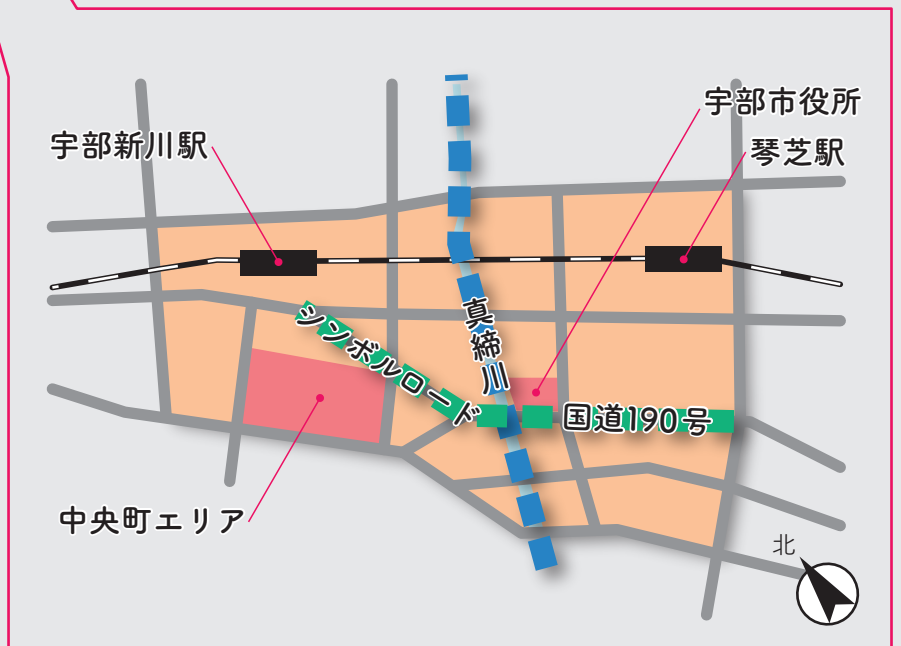 宇部市役所
宇部新川駅
琴芝駅
真締川
シンボルロード
国道190号
中央町エリア
北